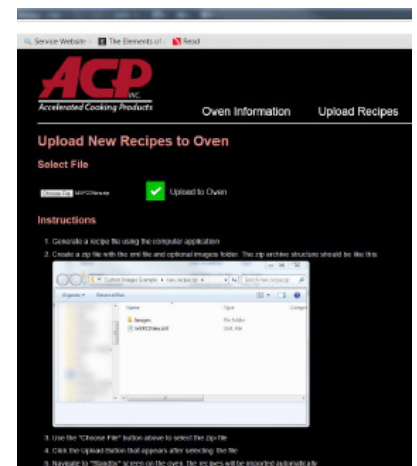 Service Website
The Elements of
Read
ACP
INC.
Accelerated Cooking Products
Oven Information
Upload Recipes
Upload New Recipes to Oven
Select File
Choose File
Upload to Oven
Instructions
1. Generate a recipe file using the computer application
2. Create a zip file with the xml file and optional images folder. The zip archive structure should be like this
Custom Images Example
Organize
Name
Type
Images
File folder
XML File
3. Use the "Choose File" button above to select the zip-file
4. Click the Upload Button that appears after selecting the file
5. Navigate to "Standby" screen on the oven, the recipes will be imported automatically